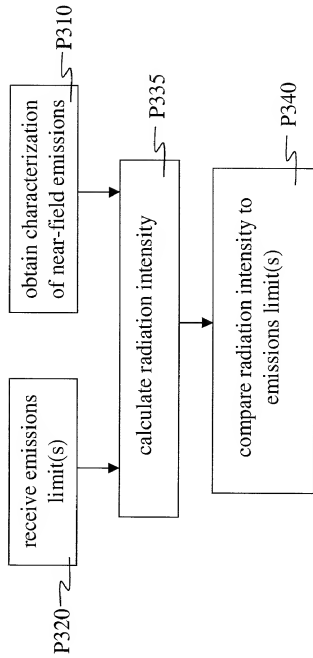 receive emissions
limit(s)
P320
obtain characterization
of near-field emissions
P310
calculate radiation intensity
P335
compare radiation intensity to
emissions limit(s)
P340